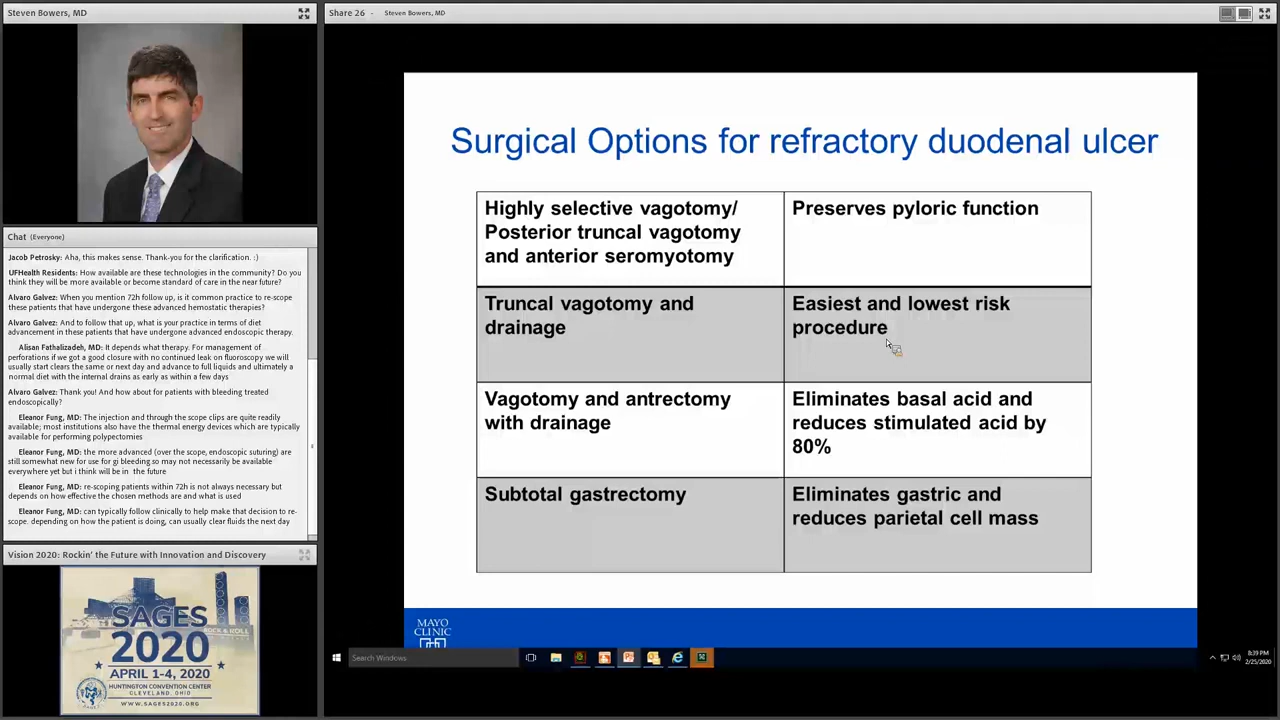 Steven Bowers, MD
Share 26 -
Steven Bowers, MD
Chat (Everyone)
Jacob Petrosky: Aha, this makes sense. Thank-you for the clarification. :)
UFHealth Residents: How available are these technologies in the community? Do you
think they will be more available or become standard of care in the near future?
Alvaro Galvez: When you mention 72h follow up, is it common practice to re-scope
these patients that have undergone these advanced hemostatic therapies?
Alvaro Galvez: And to follow that up, what is your practice in terms of diet
advancement in these patients that have undergone advanced endoscopic therapy.
Alisan Fathalizadeh, MD: It depends what therapy. For management of
perforations if we got a good closure with no continued leak on fluoroscopy we will
usually start clears the same or next day and advance to full liquids and ultimately a
normal diet with the internal drains as early as within a few days
Alvaro Galvez: Thank you! And how about for patients with bleeding treated
endoscopically?
Eleanor Fung, MD: The injection and through the scope clips are quite readily
available; most institutions also have the thermal energy devices which are typically
available for performing polypectomies
Eleanor Fung, MD: the more advanced (over the scope, endoscopic suturing) are
still somewhat new for use for gi bleeding so may not necessarily be available
everywhere yet but i think will be in the future
Eleanor Fung, MD: re-scoping patients within 72h is not always necessary but
depends on how effective the chosen methods are and what is used
Eleanor Fung, MD: can typically follow clinically to help make that decision to re-
scope. depending on how the patient is doing, can usually clear fluids the next day
Vision 2020: Rockin' the Future with Innovation and Discovery
SAGES
ROCK & ROLL
2020
APRIL 1-4, 2020
HUNTINGTON CONVENTION CENTER
CLEVELAND, OHIO
WWW.SAGES2020.ORG
Surgical Options for refractory duodenal ulcer
Highly selective vagotomy/
Posterior truncal vagotomy
and anterior seromyotomy
Preserves pyloric function
Truncal vagotomy and
drainage
Easiest and lowest risk
procedure
Vagotomy and antrectomy
with drainage
Eliminates basal acid and
reduces stimulated acid by
80%
Subtotal gastrectomy
Eliminates gastric and
reduces parietal cell mass
MAYO
CLINIC
Search Windows
8:39 PM
2/25/2020